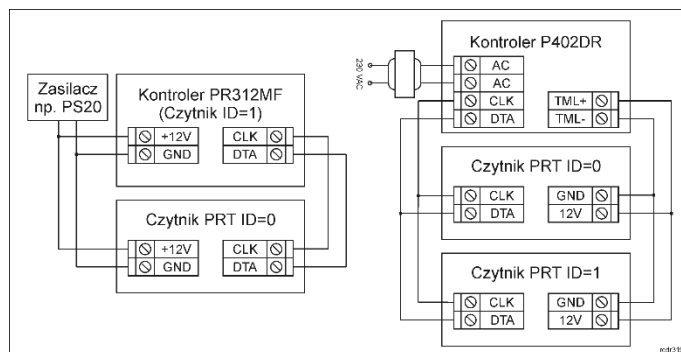 Zasilacz
np. PS20
Kontroler PR312MF
(Czytnik ID=1)
+12V
GND
CLK
DTA
Czytnik PRT ID=0
+12V
GND
CLK
DTA
230 VAC
Kontroler P402DR
AC
AC
CLK
DTA
TML+
TML-
Czytnik PRT ID=0
CLK
DTA
GND
12V
Czytnik PRT ID=1
CLK
DTA
GND
12V